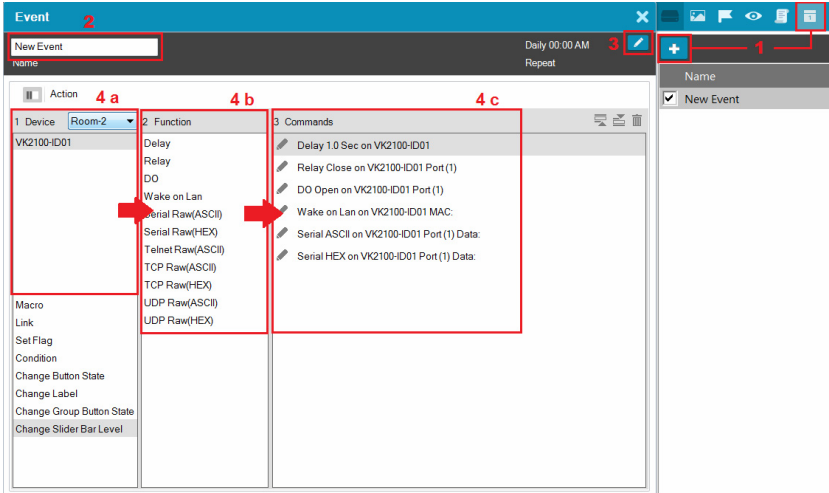 Event
2
New Event
Name
Daily 00:00 AM
Repeat
3
1
Name
New Event
Action
4 a
4 b
4 c
1 Device
Room-2
2 Function
3 Commands
VK2100-ID01
Macro
Link
Set Flag
Condition
Change Button State
Change Label
Change Group Button State
Change Slider Bar Level
Delay
Relay
DO
Wake on Lan
Serial Raw(ASCII)
Serial Raw(HEX)
Telnet Raw(ASCII)
TCP Raw(ASCII)
TCP Raw(HEX)
UDP Raw(ASCII)
UDP Raw(HEX)
Delay 1.0 Sec on VK2100-ID01
Relay Close on VK2100-ID01 Port (1)
DO Open on VK2100-ID01 Port (1)
Wake on Lan on VK2100-ID01 MAC:
Serial ASCII on VK2100-ID01 Port (1) Data:
Serial HEX on VK2100-ID01 Port (1) Data: